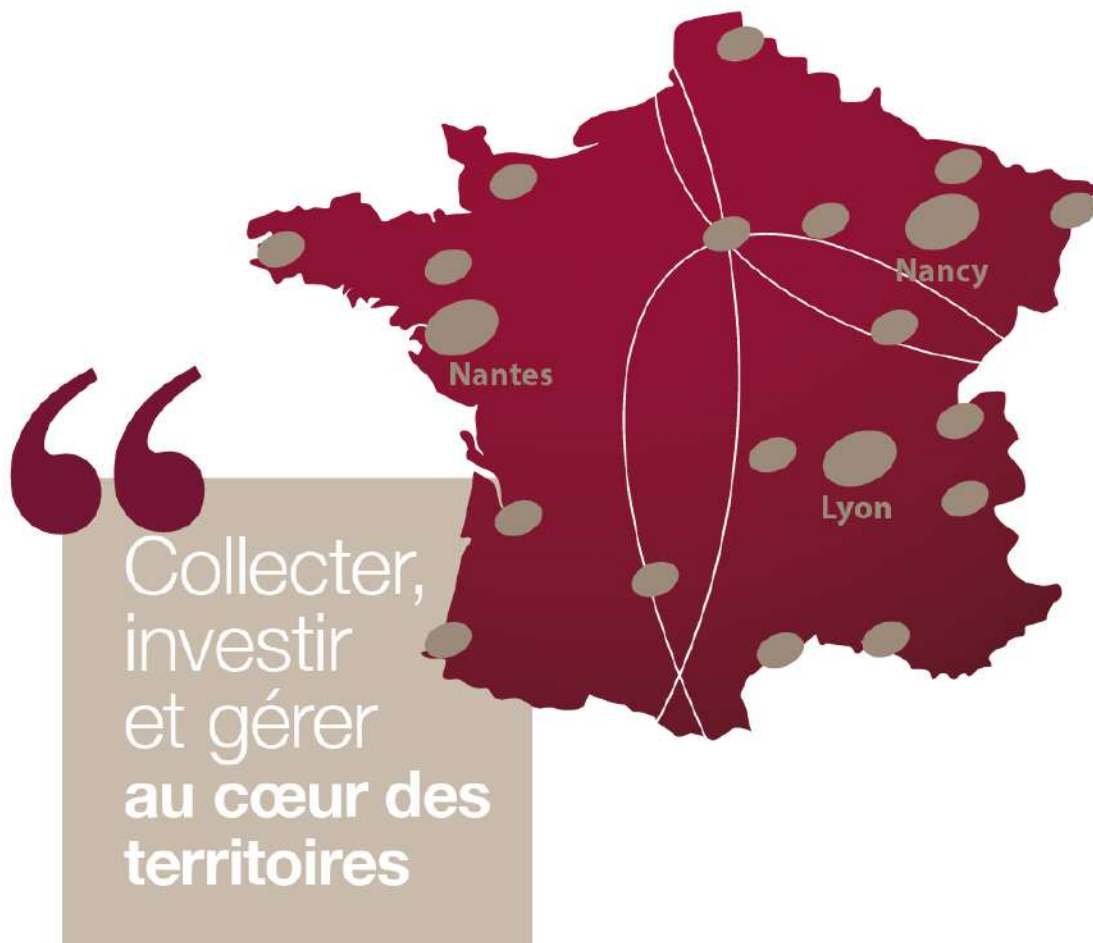 Nancy
Nantes
Lyon
“
Collecter,
investir
et gérer
au cœur des
territoires